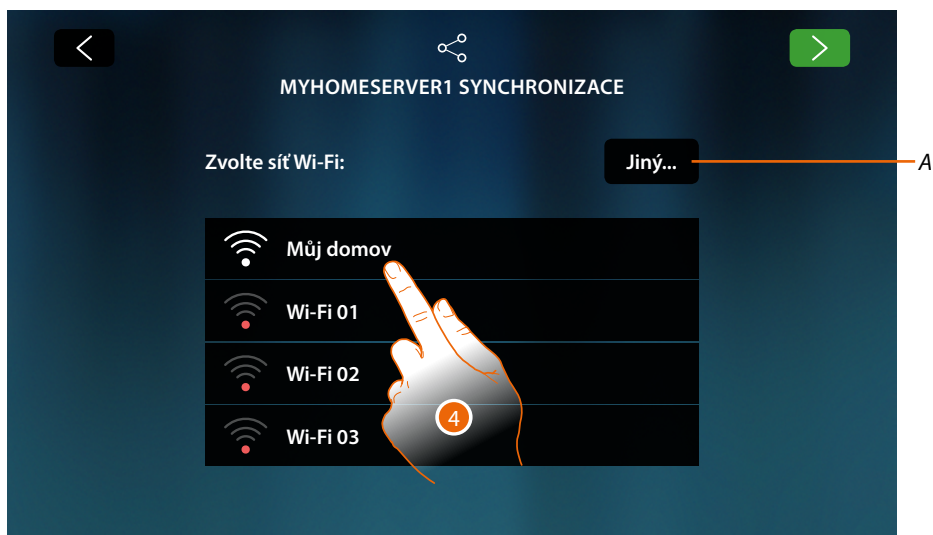 MYHOMESERVER1 SYNCHRONIZACE
Zvolte síť Wi-Fi:
Jiný...
A
Můj domov
Wi-Fi 01
Wi-Fi 02
4
Wi-Fi 03